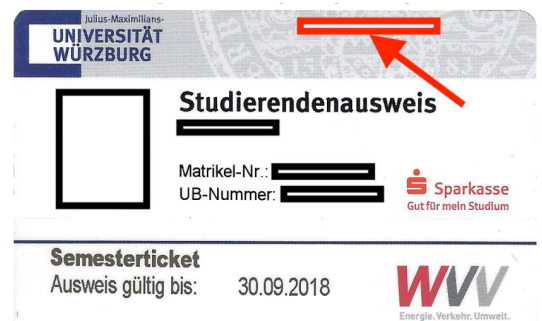 Julius-Maximilians-
UNIVERSITÄT
WÜRZBURG
Studierendenausweis
Matrikel-Nr.:
UB-Nummer:
Sparkasse
Gut für mein Studium
Semesterticket
Ausweis gültig bis: 30.09.2018
WVV
Energie. Verkehr. Umwelt.